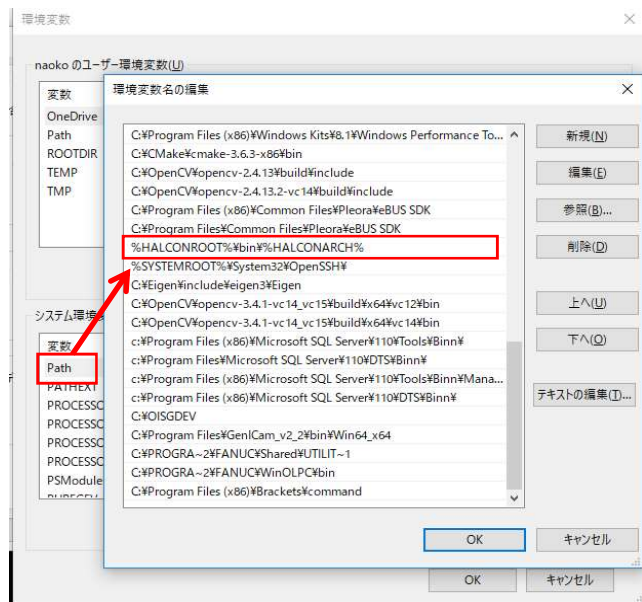 環境変数
naoko のユーザー環境変数(U)
変数
OneDrive
Path
ROOTDIR
TEMP
TMP
システム環境変
変数
Path
PATHEXT
PROCESSO
PROCESSO
PROCESSO
PROCESSO
PSModule
環境変数名の編集
C:¥Program Files (x86)¥Windows Kits¥8.1¥Windows Performance To...
C:¥CMake¥cmake-3.6.3-x86¥bin
C:¥OpenCV¥opencv-2.4.13¥build¥include
C:¥OpenCV¥opencv-2.4.13.2-vc14¥build¥include
C:¥Program Files (x86)¥Common Files¥Pleora¥eBUS SDK
C:¥Program Files¥Common Files¥Pleora¥eBUS SDK
%HALCONROOT%¥bin¥%HALCONARCH%
%SYSTEMROOT%¥System32¥OpenSSH¥
C:¥Eigen¥include¥eigen3¥Eigen
C:¥OpenCV¥opencv-3.4.1-vc14_vc15¥build¥x64¥vc12¥bin
C:¥OpenCV¥opencv-3.4.1-vc14_vc15¥build¥x64¥vc14¥bin
c:¥Program Files (x86)¥Microsoft SQL Server¥110¥Tools¥Binn¥
c:¥Program Files¥Microsoft SQL Server¥110¥DTS¥Binn¥
c:¥Program Files (x86)¥Microsoft SQL Server¥110¥Tools¥Binn¥Mana...
c:¥Program Files (x86)¥Microsoft SQL Server¥110¥DTS¥Binn¥
C:¥OISGDEV
C:¥Program Files¥GenICam_v2_2¥bin¥Win64_x64
C:¥PROGRA~2¥FANUC¥Shared¥UTILIT~1
C:¥PROGRA~2¥FANUC¥WinOLPC¥bin
C:¥Program Files (x86)¥Brackets¥command
新規(N)
編集(E)
参照(B)...
削除(D)
上へ(U)
下へ(O)
テキストの編集(T)...
OK
キャンセル
OK
キャンセル